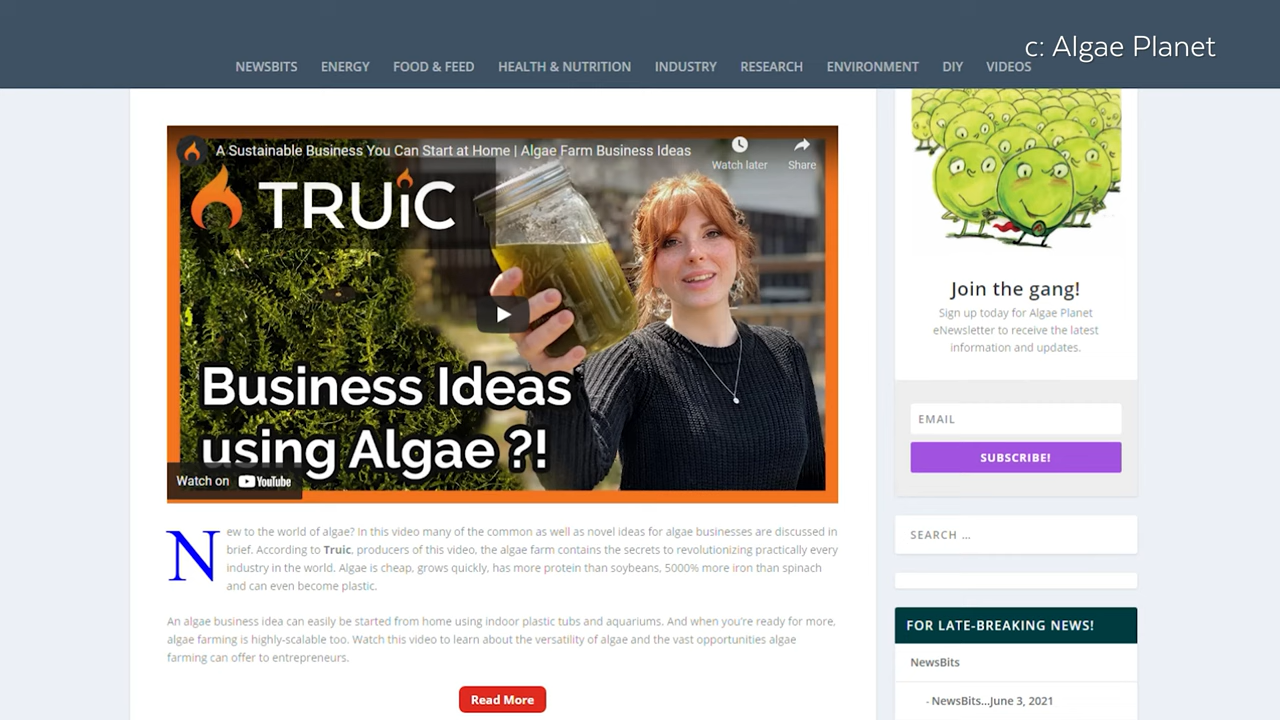 c: Algae Planet
NEWSBITS ENERGY FOOD & FEED HEALTH & NUTRITION INDUSTRY RESEARCH ENVIRONMENT DIY VIDEOS
A Sustainable Business You Can Start at Home | Algae Farm Business Ideas
Watch later
Share
TRUiC
Business Ideas
using Algae ?!
Watch on YouTube
New to the world of algae? In this video many of the common as well as novel ideas for algae businesses are discussed in
brief. According to Truic, producers of this video, the algae farm contains the secrets to revolutionizing practically every
industry in the world. Algae is cheap, grows quickly, has more protein than soybeans, 5000% more iron than spinach
and can even become plastic.
An algae business idea can easily be started from home using indoor plastic tubs and aquariums. And when you're ready for more,
algae farming is highly-scalable too. Watch this video to learn about the versatility of algae and the vast opportunities algae
farming can offer to entrepreneurs.
Read More
Join the gang!
Sign up today for Algae Planet
eNewsletter to receive the latest
information and updates.
EMAIL
SUBSCRIBE!
SEARCH …
FOR LATE-BREAKING NEWS!
NewsBits
- NewsBits...June 3, 2021